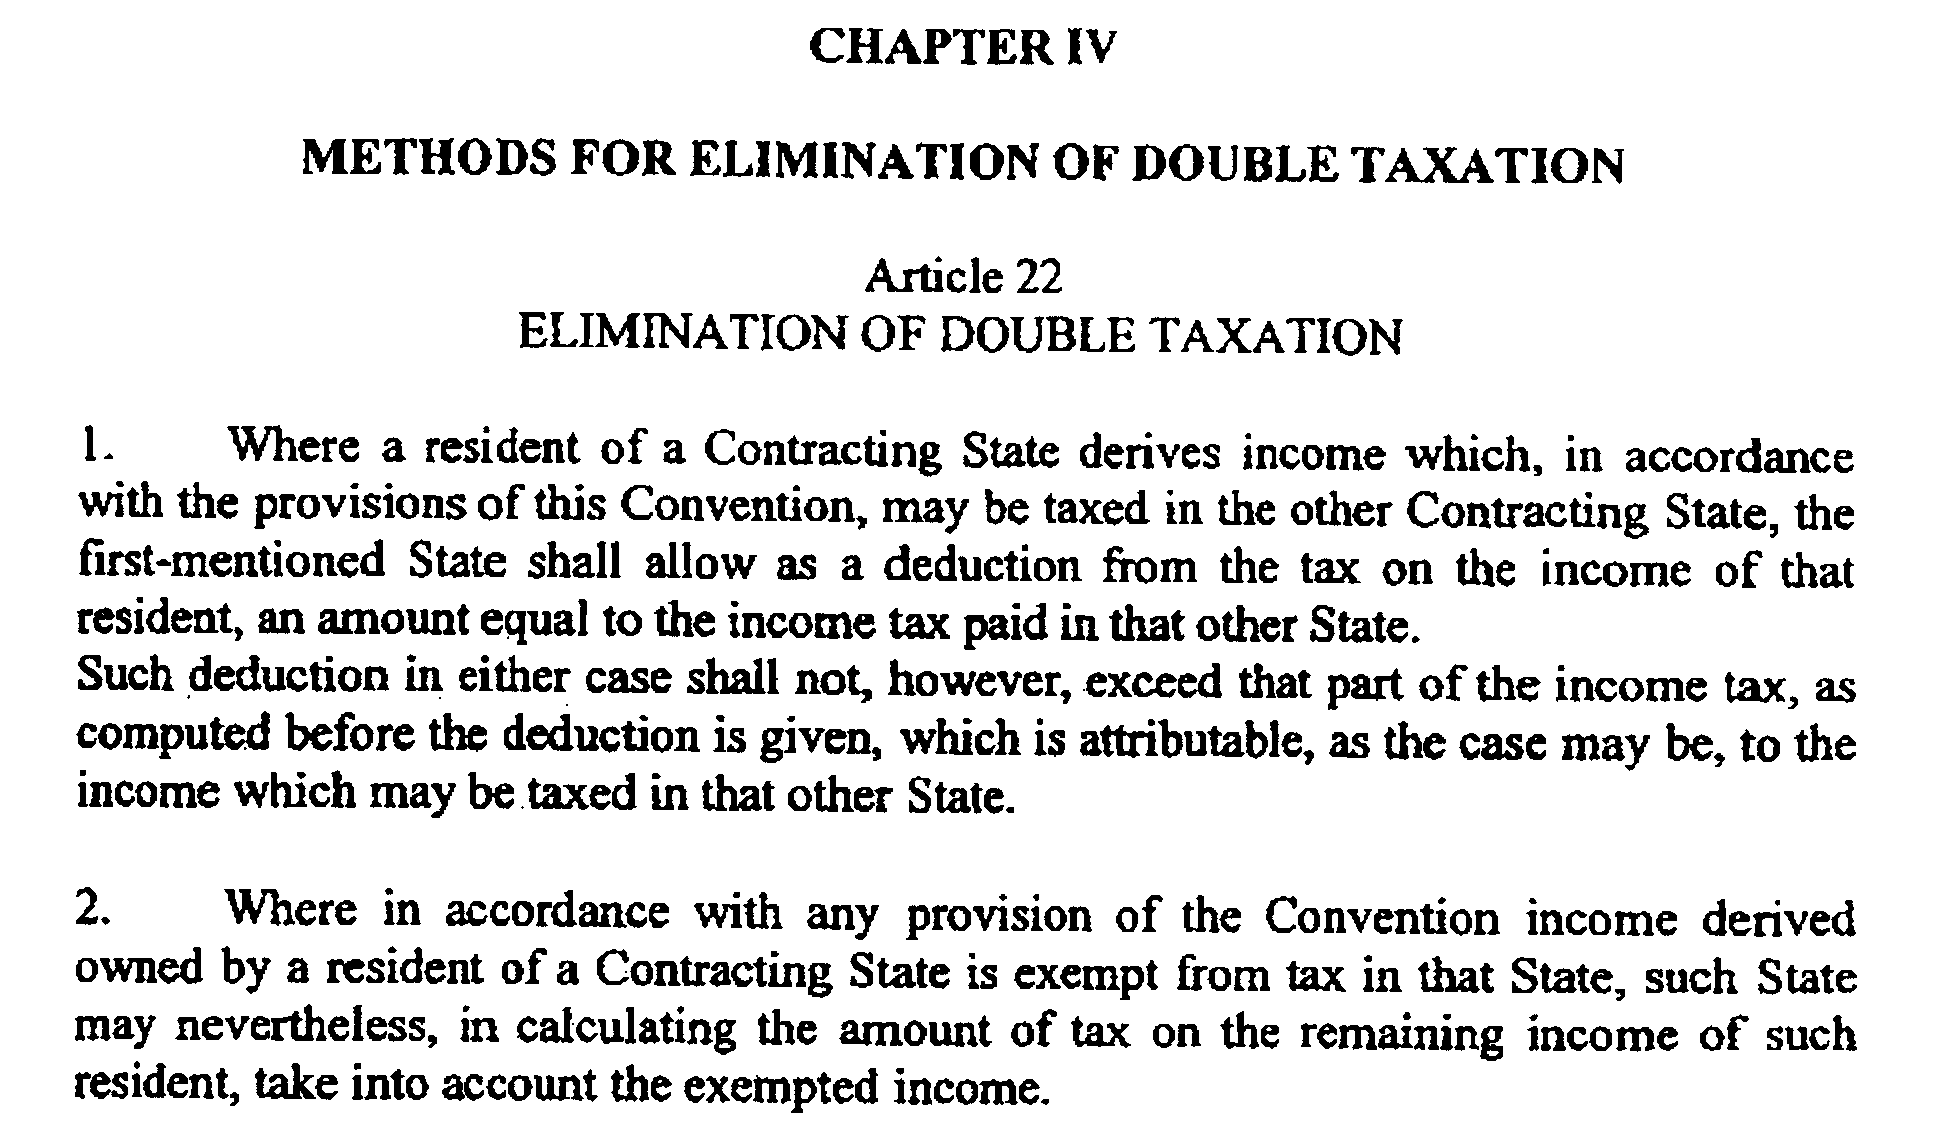 CHAPTER IV
METHODS FOR ELIMINATION OF DOUBLE TAXATION
Article 22
ELIMINATION OF DOUBLE TAXATION
1. Where a resident of a Contracting State derives income which, in accordance
with the provisions of this Convention, may be taxed in the other Contracting State, the
first-mentioned State shall allow as a deduction from the tax on the income of that
resident, an amount equal to the income tax paid in that other State.
Such deduction in either case shall not, however, exceed that part of the income tax, as
computed before the deduction is given, which is attributable, as the case may be, to the
income which may be taxed in that other State.
2. Where in accordance with any provision of the Convention income derived
owned by a resident of a Contracting State is exempt from tax in that State, such State
may nevertheless, in calculating the amount of tax on the remaining income of such
resident, take into account the exempted income.